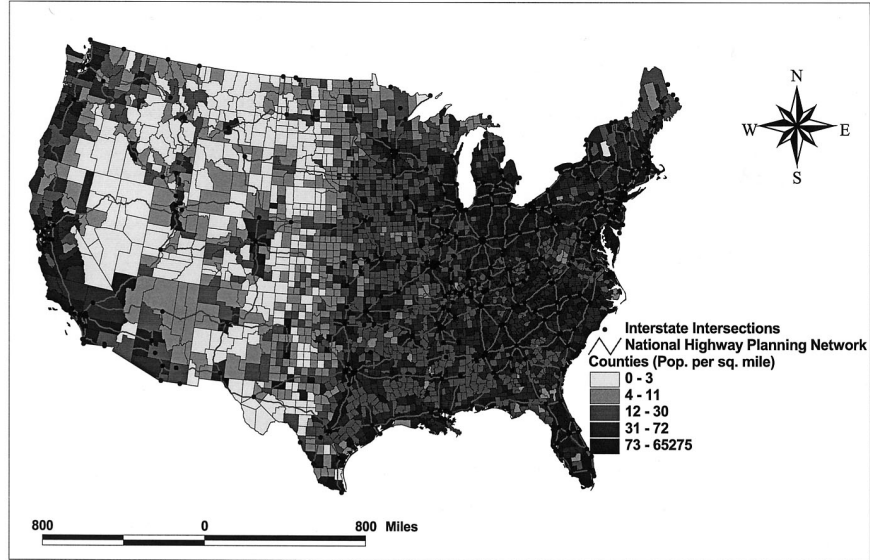 N
W E
S
Interstate Intersections
National Highway Planning Network
Counties (Pop. per sq. mile)
0 - 3
4 - 11
12 - 30
31 - 72
73 - 65275
800 0 800 Miles